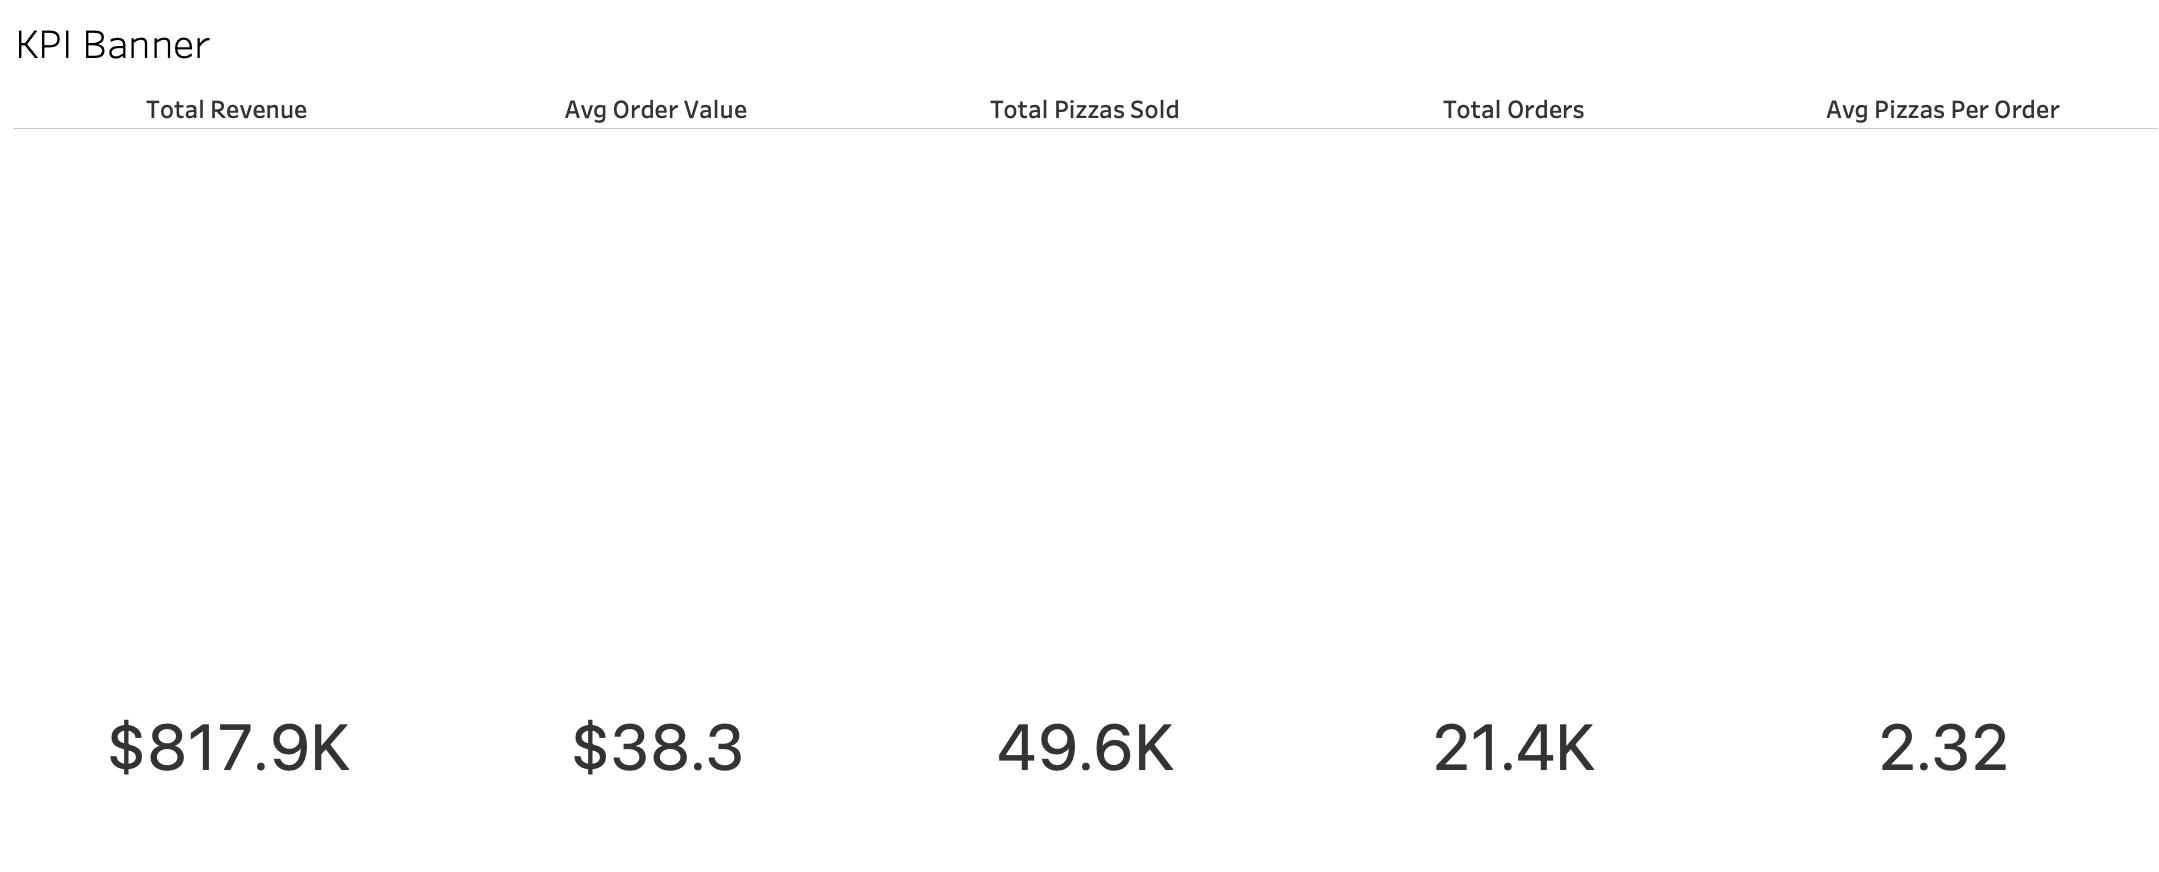 KPI Banner
Total Revenue Avg Order Value Total Pizzas Sold Total Orders Avg Pizzas Per Order
$817.9K $38.3 49.6K 21.4K 2.32